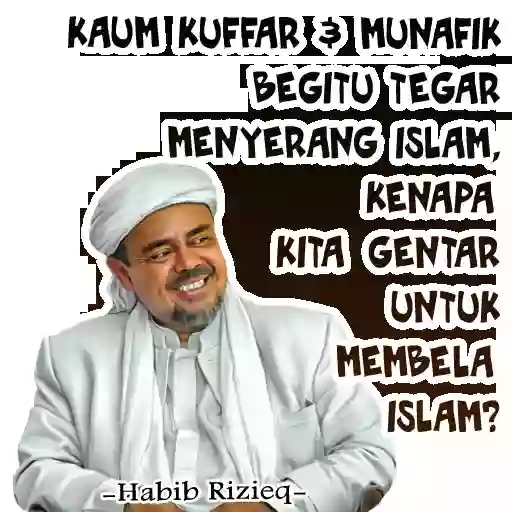 KAUM KUFFAR & MUNAFIK
BEGITU TEGAR
MENYERANG ISLAM,
KENAPA
KITA GENTAR
UNTUK
MEMBELA
ISLAM?
-Habib Rizieq-